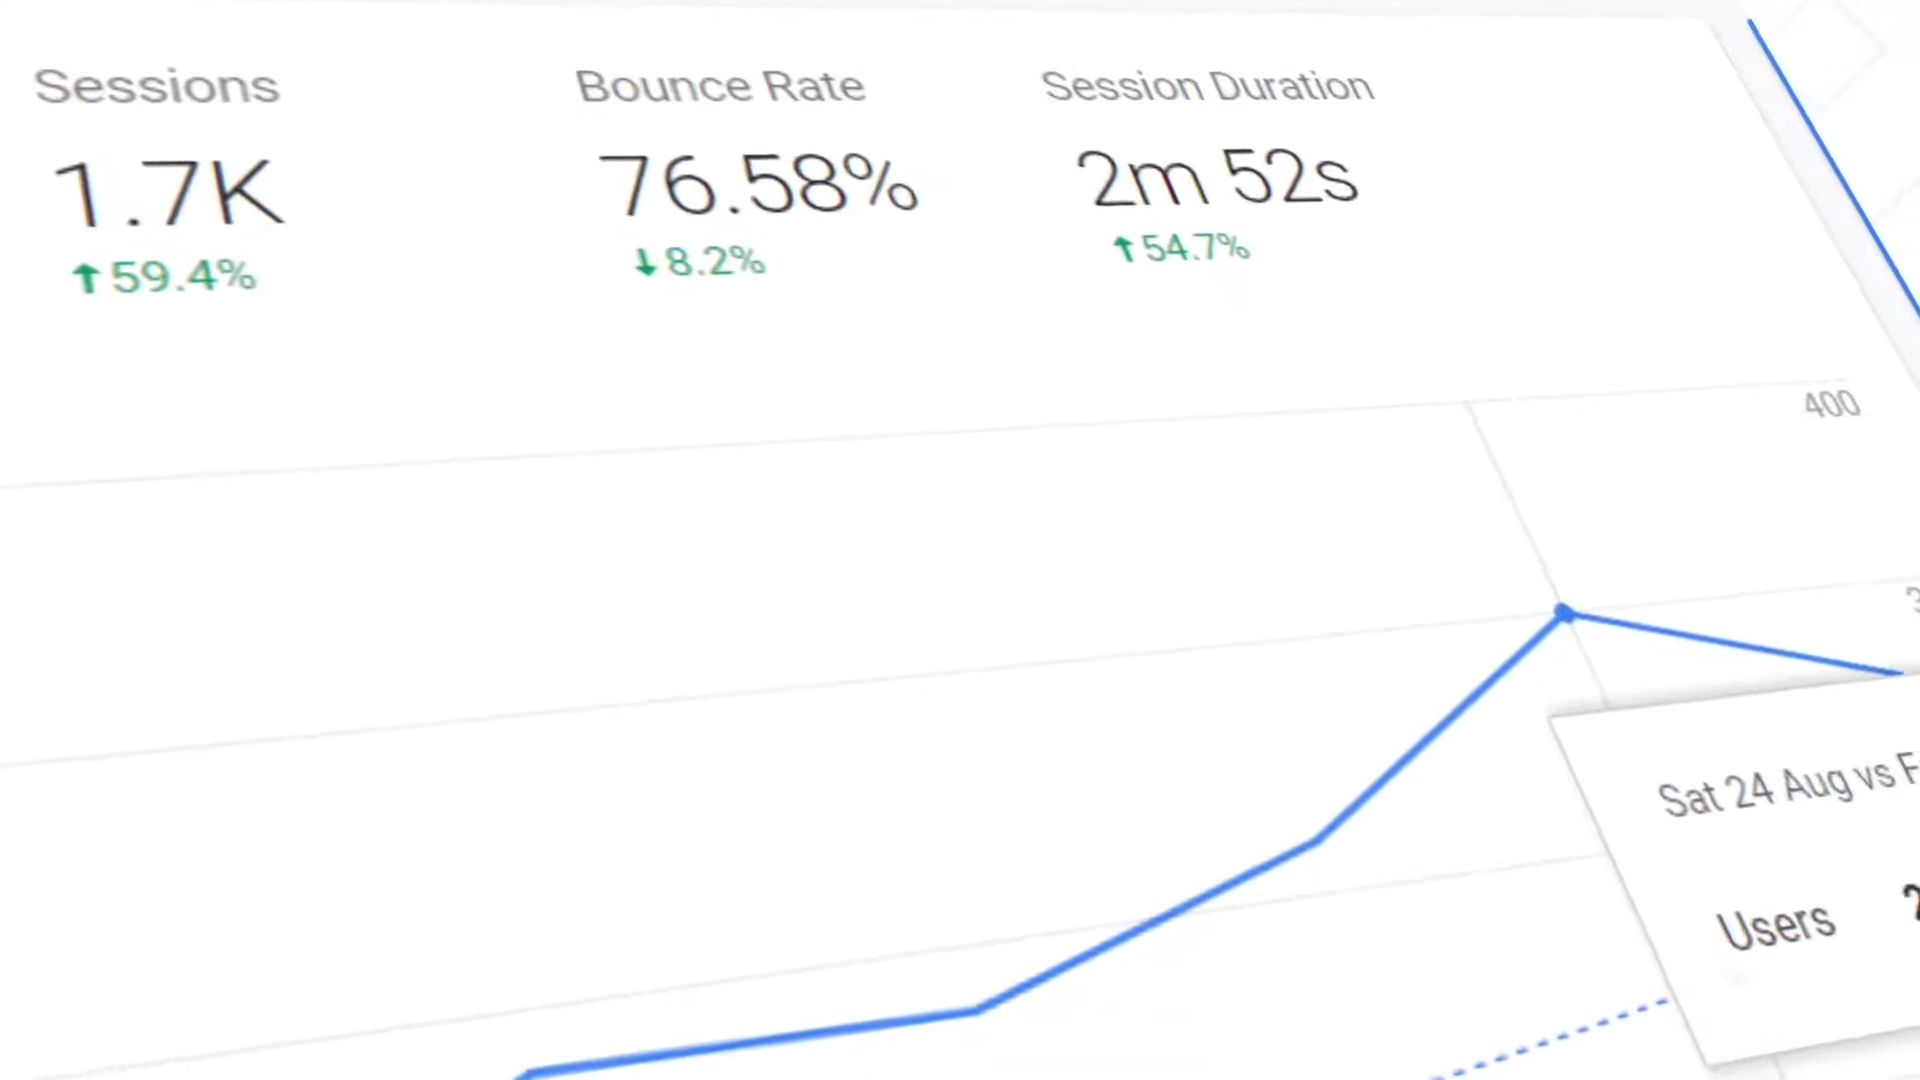 Sessions
1.7K
↑59.4%
Bounce Rate
76.58%
↓8.2%
Session Duration
2m 52s
↑54.7%
400
Sat 24 Aug vs
Users